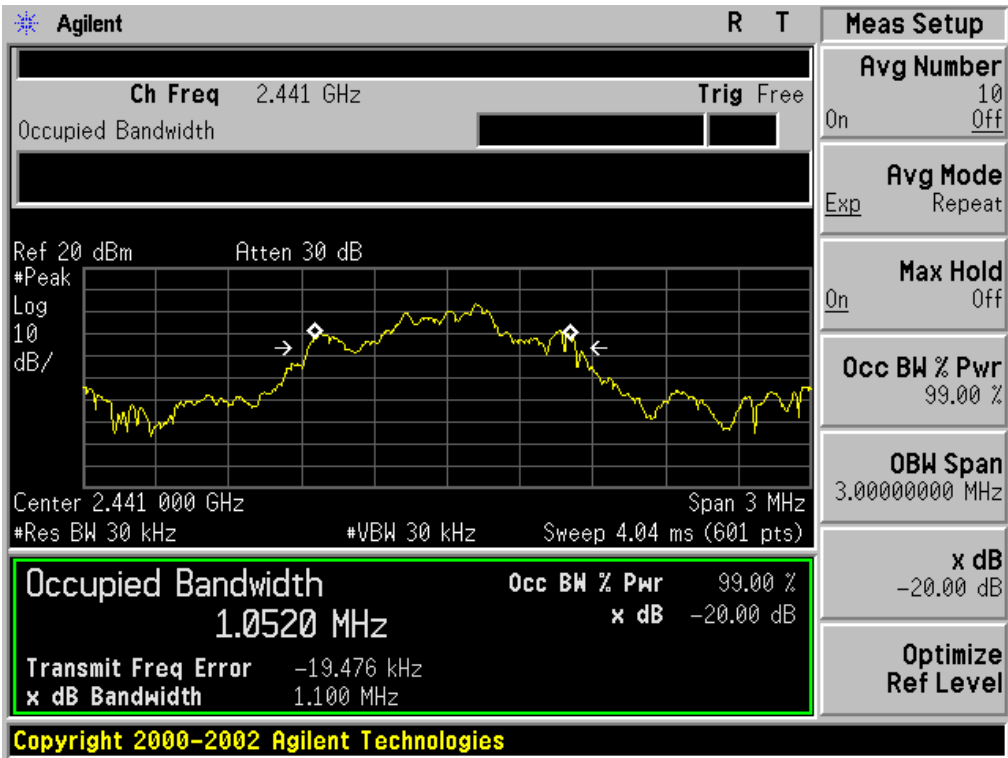 Agilent R T
Ch Freq 2.441 GHz Trig Free
Occupied Bandwidth
Ref 20 dBm Atten 30 dB
#Peak
Log
10
dB/
Center 2.441 000 GHz Span 3 MHz
#Res BW 30 kHz #VBW 30 kHz Sweep 4.04 ms (601 pts)
Occupied Bandwidth Occ BW % Pwr 99.00 %
1.0520 MHz x dB -20.00 dB
Transmit Freq Error -19.476 kHz
x dB Bandwidth 1.100 MHz
Copyright 2000-2002 Agilent Technologies
Meas Setup
Avg Number
10
On Off
Avg Mode
Exp Repeat
Max Hold
On Off
Occ BW % Pwr
99.00 %
OBW Span
3.00000000 MHz
x dB
-20.00 dB
Optimize
Ref Level